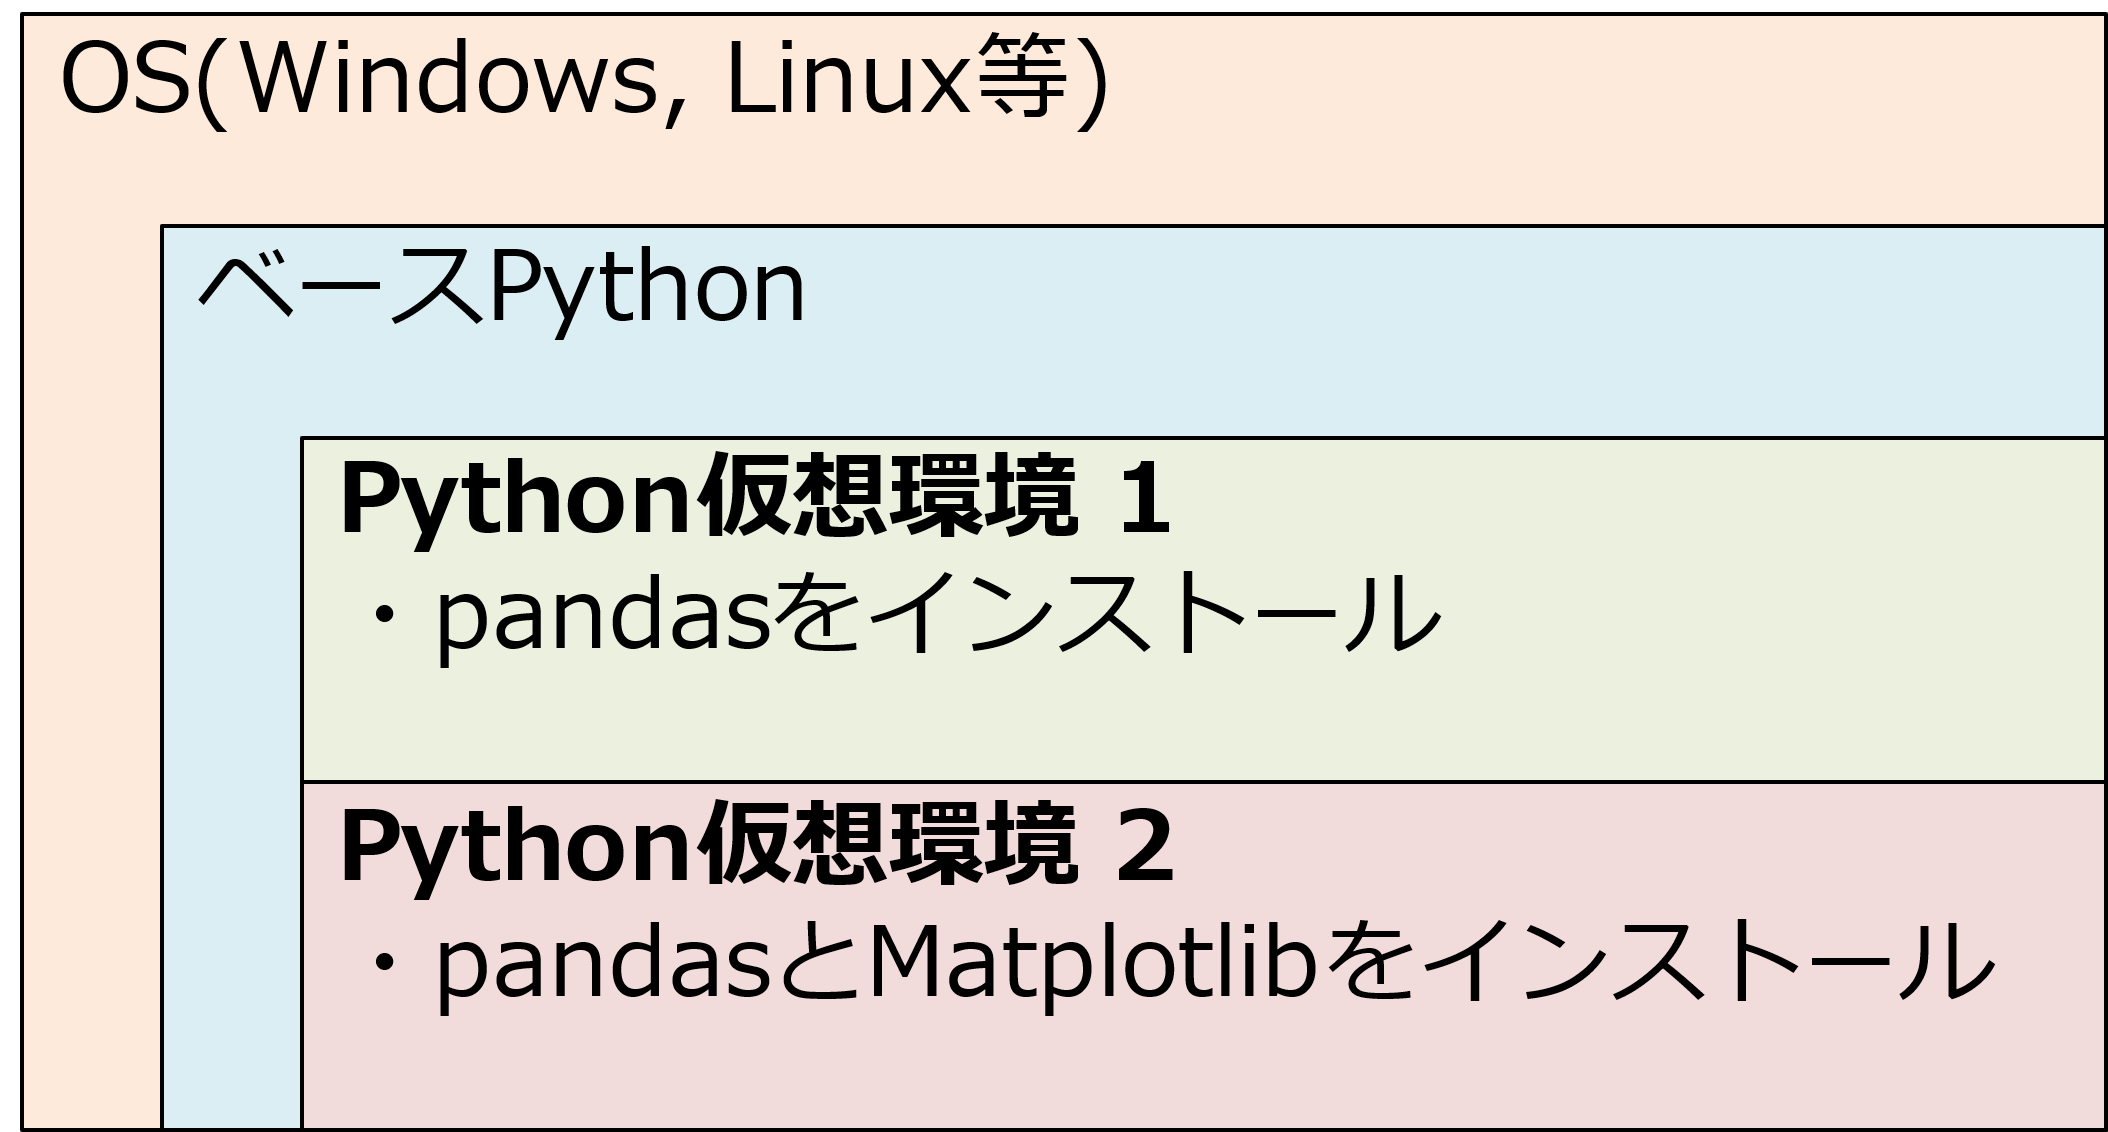 OS(Windows, Linux等)
ベースPython
Python仮想環境 1
・pandasをインストール
Python仮想環境 2
・pandasとMatplotlibをインストール